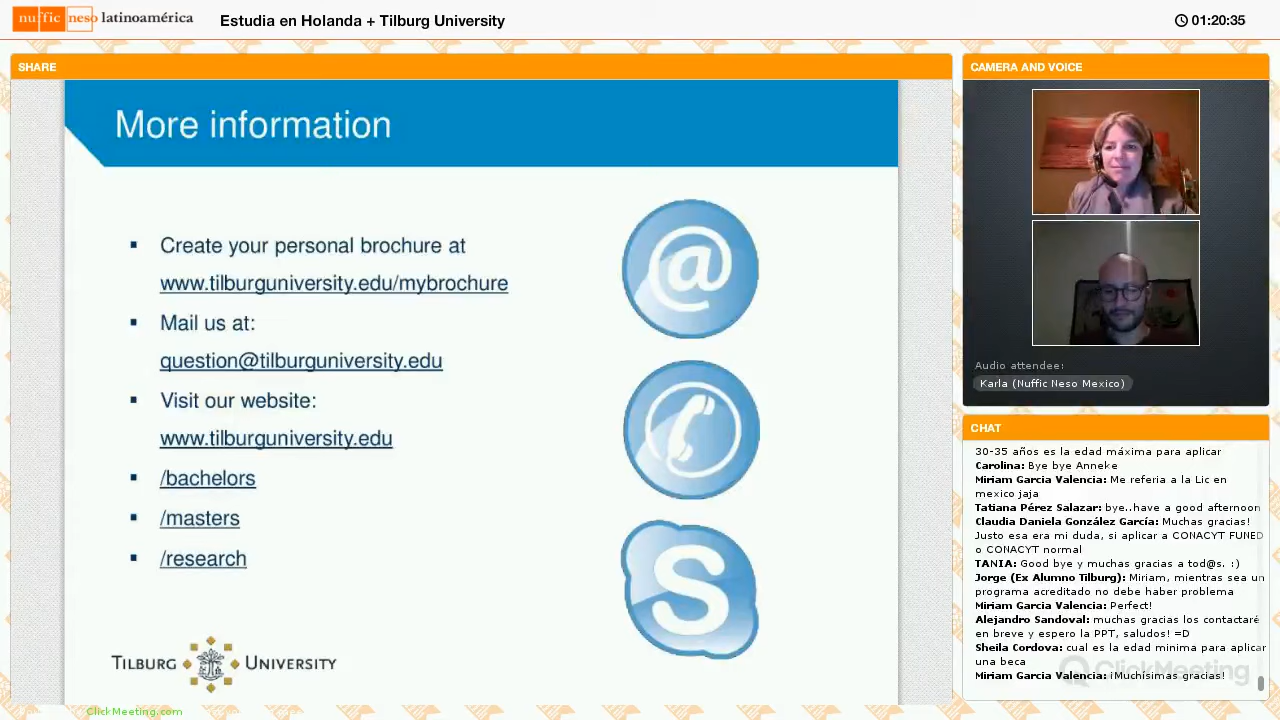 nuffic neso latinoamérica
Estudia en Holanda + Tilburg University
01:20:35
SHARE
More information
Create your personal brochure at
www.tilburguniversity.edu/mybrochure
Mail us at:
question@tilburguniversity.edu
Visit our website:
www.tilburguniversity.edu
/bachelors
/masters
/research
TILBURG UNIVERSITY
ClickMeeting.com
CAMERA AND VOICE
Audio attendee:
Karla (Nuffic Neso Mexico)
CHAT
30-35 años es la edad máxima para aplicar
Carolina: Bye bye Anneke
Miriam Garcia Valencia: Me referia a la Lic en
mexico jaja
Tatiana Pérez Salazar: bye..have a good afternoon
Claudia Daniela González García: Muchas gracias!
Justo esa era mi duda, si aplicar a CONACYT FUNED
o CONACYT normal
TANIA: Good bye y muchas gracias a tod@s. :)
Jorge (Ex Alumno Tilburg): Miriam, mientras sea un
programa acreditado no debe haber problema
Miriam Garcia Valencia: Perfect!
Alejandro Sandoval: muchas gracias los contactaré
en breve y espero la PPT, saludos! =D
Sheila Cordova: cual es la edad minima para aplicar
una beca
Miriam Garcia Valencia: ¡Muchísimas gracias!
ClickMeeting